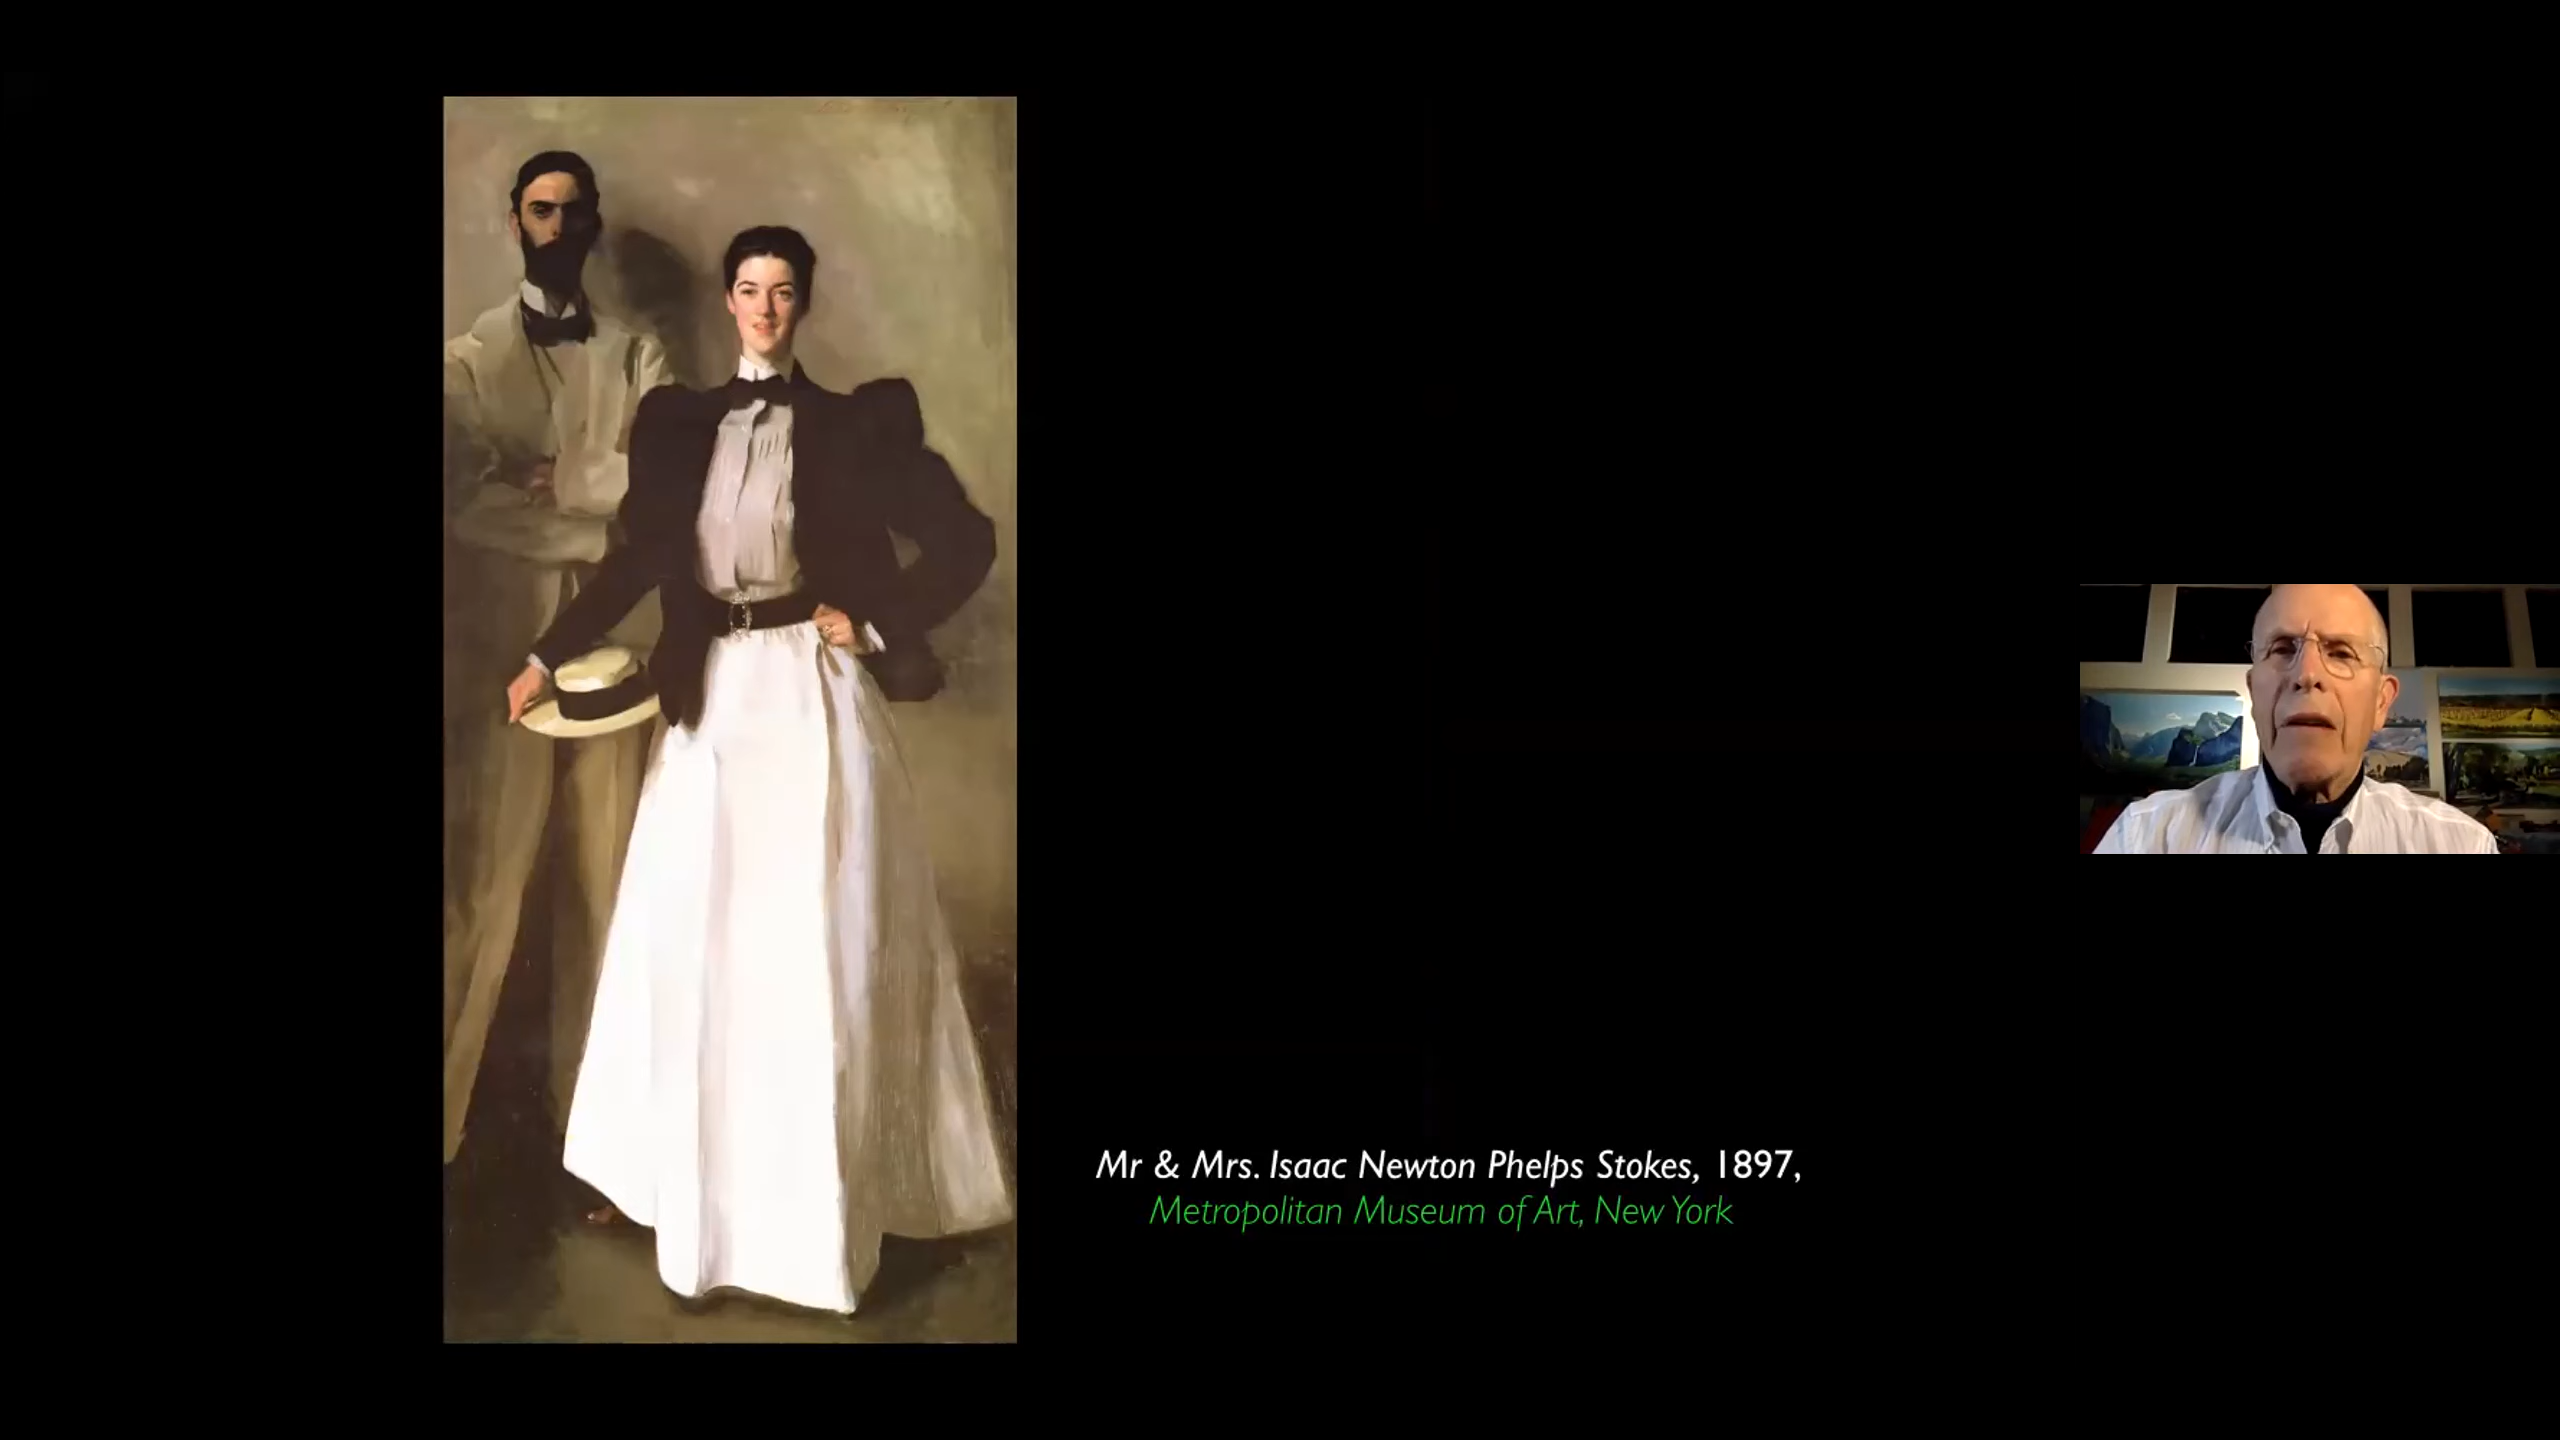 Mr & Mrs. Isaac Newton Phelps Stokes, 1897,
Metropolitan Museum of Art, New York